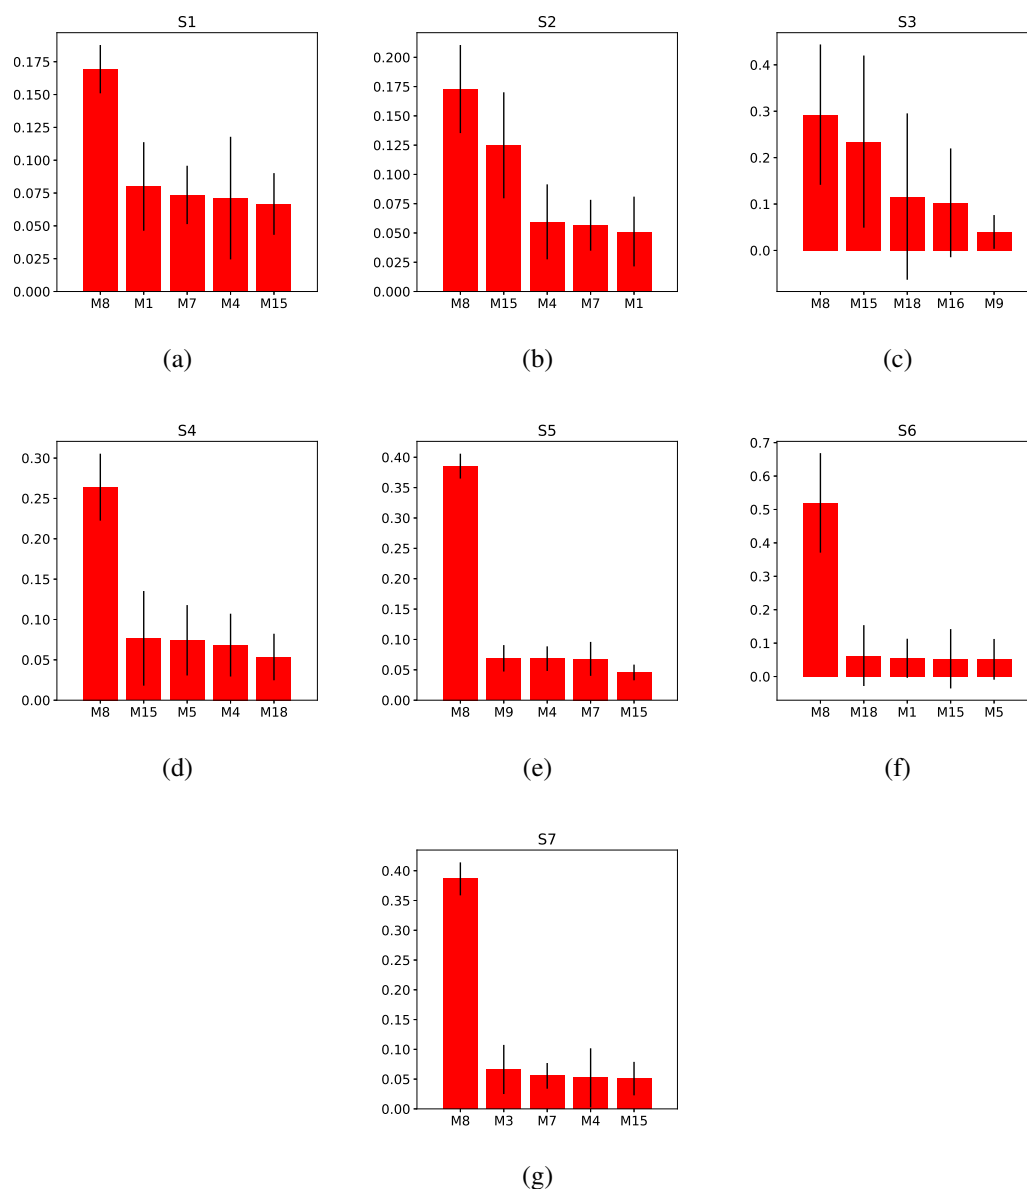 S1
0.175
0.150
0.125
0.100
0.075
0.050
0.025
0.000
M8 M1 M7 M4 M15
(a)
S2
0.200
0.175
0.150
0.125
0.100
0.075
0.050
0.025
0.000
M8 M15 M4 M7 M1
(b)
S3
0.4
0.3
0.2
0.1
0.0
M8 M15 M18 M16 M9
(c)
S4
0.30
0.25
0.20
0.15
0.10
0.05
0.00
M8 M15 M5 M4 M18
(d)
S5
0.40
0.35
0.30
0.25
0.20
0.15
0.10
0.05
0.00
M8 M9 M4 M7 M15
(e)
S6
0.7
0.6
0.5
0.4
0.3
0.2
0.1
0.0
M8 M18 M1 M15 M5
(f)
S7
0.40
0.35
0.30
0.25
0.20
0.15
0.10
0.05
0.00
M8 M3 M7 M4 M15
(g)